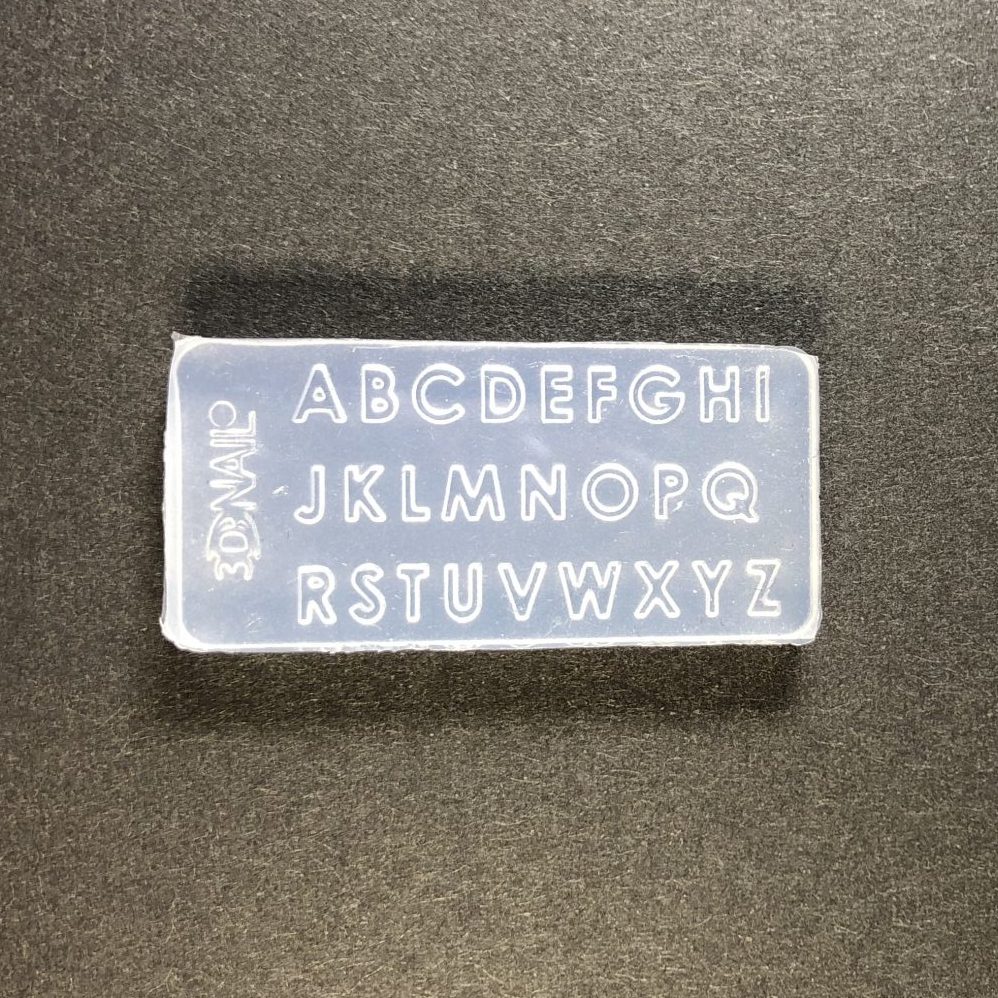 3D NAIL
ABCDEFGHI
JKLMNOPQ
RSTUVWXYZ